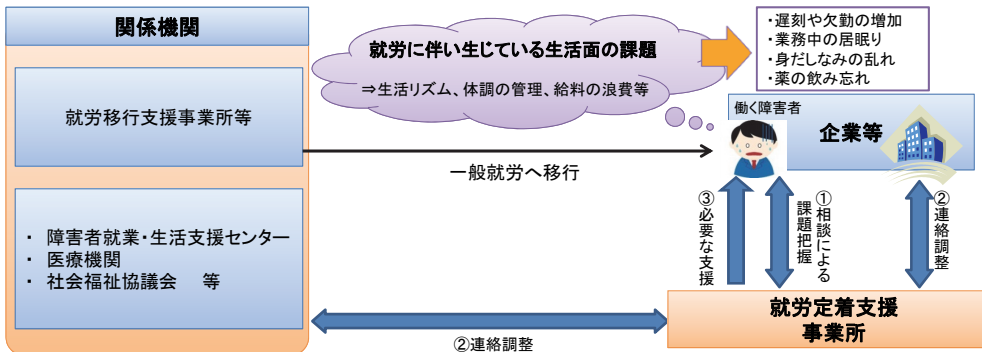 関係機関
就労移行支援事業所等
・ 障害者就業・生活支援センター
・ 医療機関
・ 社会福祉協議会 等
就労に伴い生じている生活面の課題
⇒生活リズム、体調の管理、給料の浪費等
・遅刻や欠勤の増加
・業務中の居眠り
・身だしなみの乱れ
・薬の飲み忘れ
働く障害者
企業等
一般就労へ移行
③必要な支援
①相談による
課題把握
②連絡調整
就労定着支援
事業所
②連絡調整